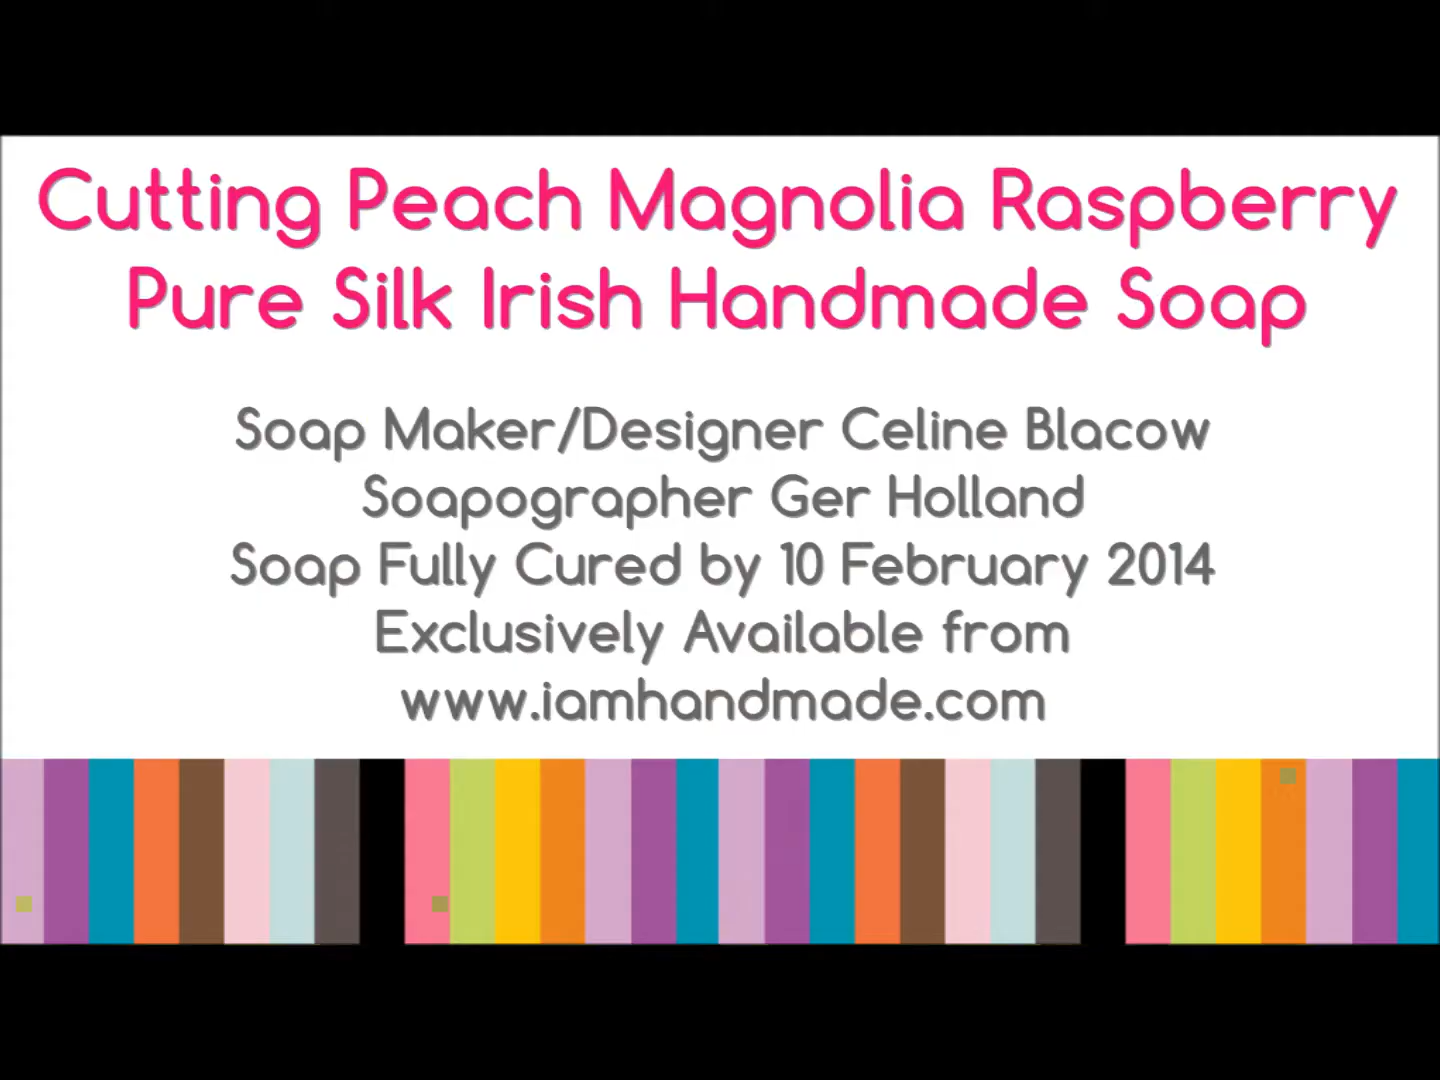 Cutting Peach Magnolia Raspberry
Pure Silk Irish Handmade Soap
Soap Maker/Designer Celine Blacow
Soapographer Ger Holland
Soap Fully Cured by 10 February 2014
Exclusively Available from
www.iamhandmade.com